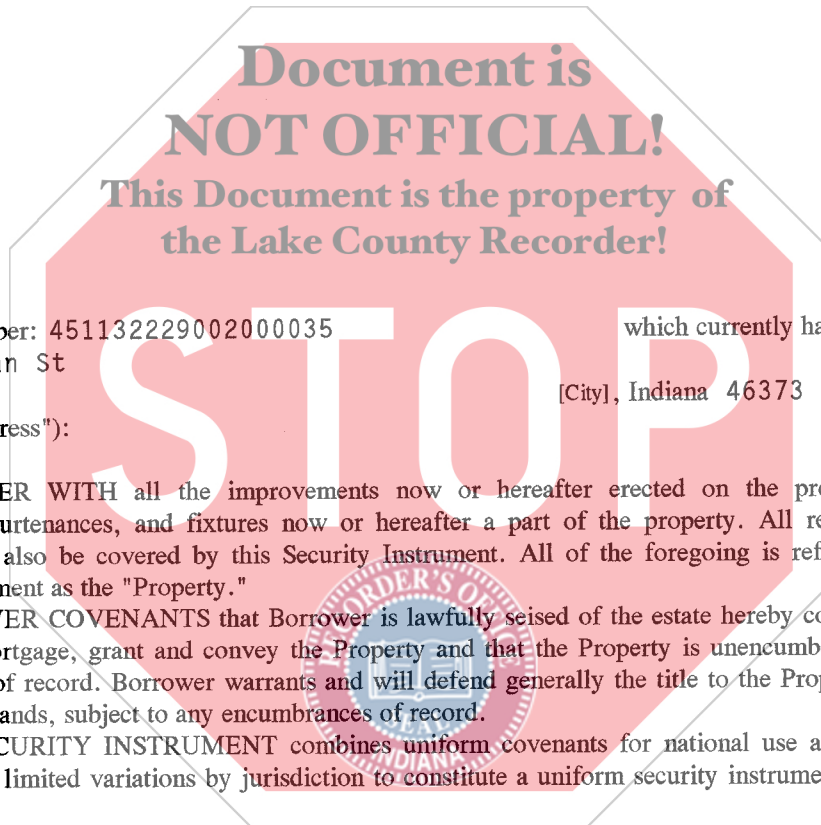 Document is
NOT OFFICIAL!
This Document is the property of
the Lake County Recorder!
STOP
ber: 451132229002000035 which currently ha
n St
[City], Indiana 46373
ress"):
ER WITH all the improvements now or hereafter erected on the pro
urtenances, and fixtures now or hereafter a part of the property. All re
also be covered by this Security Instrument. All of the foregoing is ref
ment as the "Property."
VER COVENANTS that Borrower is lawfully seised of the estate hereby co
ortgage, grant and convey the Property and that the Property is unencumb
of record. Borrower warrants and will defend generally the title to the Prop
ands, subject to any encumbrances of record.
CURITY INSTRUMENT combines uniform covenants for national use a
limited variations by jurisdiction to constitute a uniform security instrume
RECORDER'S OFFICE
SEAL
INDIANA